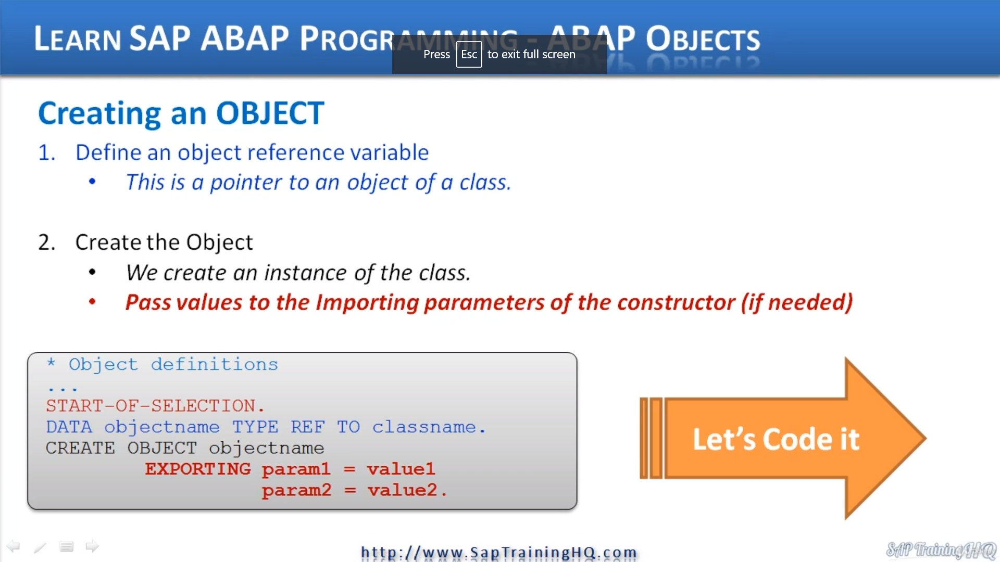 LEARN SAP ABAP PROGRAMMING - ABAP OBJECTS
Press Esc to exit full screen
Creating an OBJECT
1. Define an object reference variable
• This is a pointer to an object of a class.
2. Create the Object
• We create an instance of the class.
• Pass values to the Importing parameters of the constructor (if needed)
* Object definitions
...
START-OF-SELECTION.
DATA objectname TYPE REF TO classname.
CREATE OBJECT objectname
EXPORTING param1 = value1
param2 = value2.
Let's Code it
http://www.SapTrainingHQ.com
SAP TrainingHQ